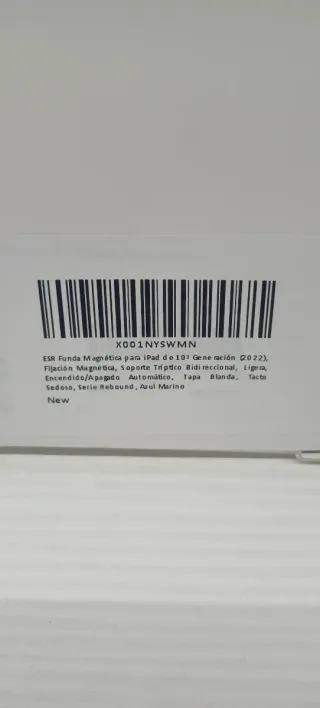 X001NYSWMN
ESR Funda Magnética para iPad de 10ª Generación (2022),
Fijación Magnética, Soporte Tríptico Bidireccional, Ligera,
Encendido/Apagado Automático, Tapa Blanda, Tacto
Sedoso, Serie Rebound, Azul Marino
New